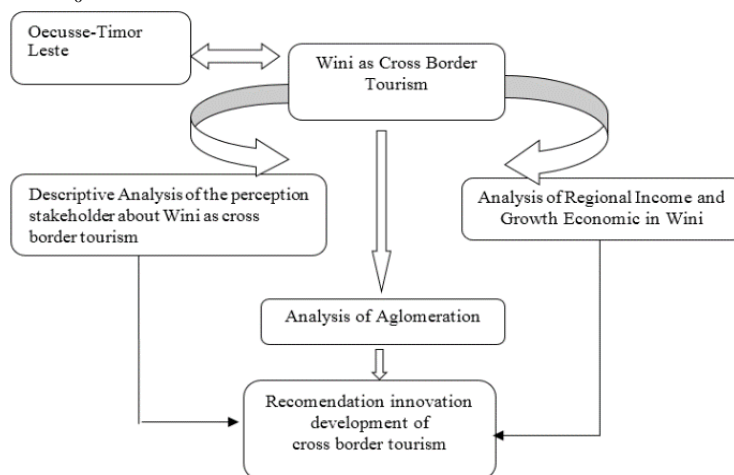 Oecusse-Timor
Leste
Wini as Cross Border
Tourism
Descriptive Analysis of the perception
stakeholder about Wini as cross
border tourism
Analysis of Regional Income and
Growth Economic in Wini
Analysis of Aglomeration
Recomendation innovation
development of
cross border tourism